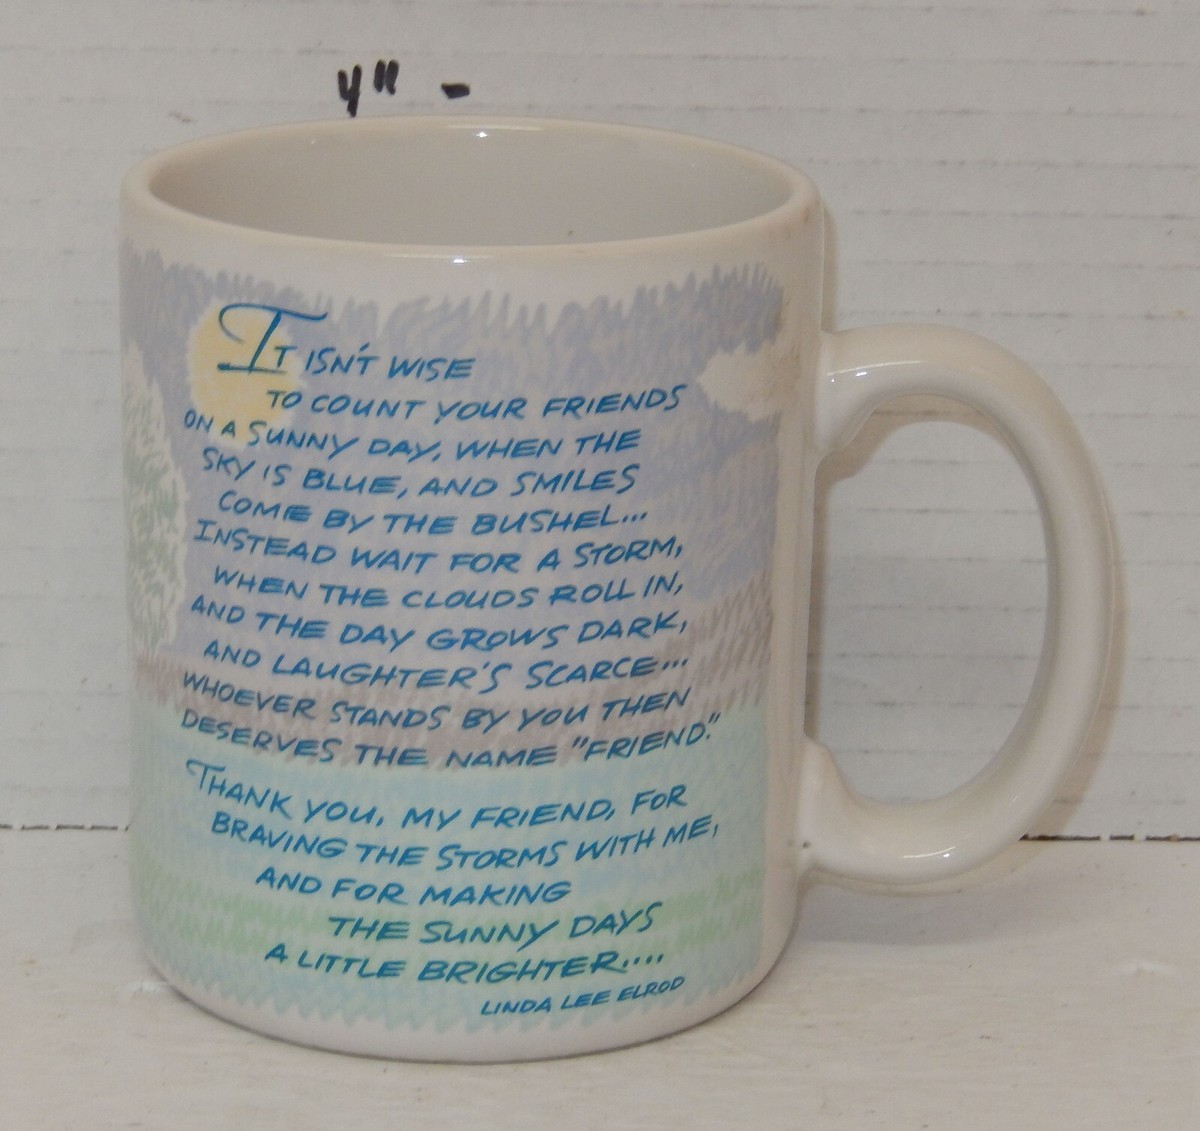 4" -
It isn't wise
to count your friends
on a sunny day, when the
sky is blue, and smiles
come by the bushel...
Instead wait for a storm,
when the clouds roll in,
and the day grows dark,
and laughter's scarce...
whoever stands by you then
deserves the name "friend."
Thank you, my friend, for
braving the storms with me,
and for making
the sunny days
a little brighter....
Linda Lee Elrod